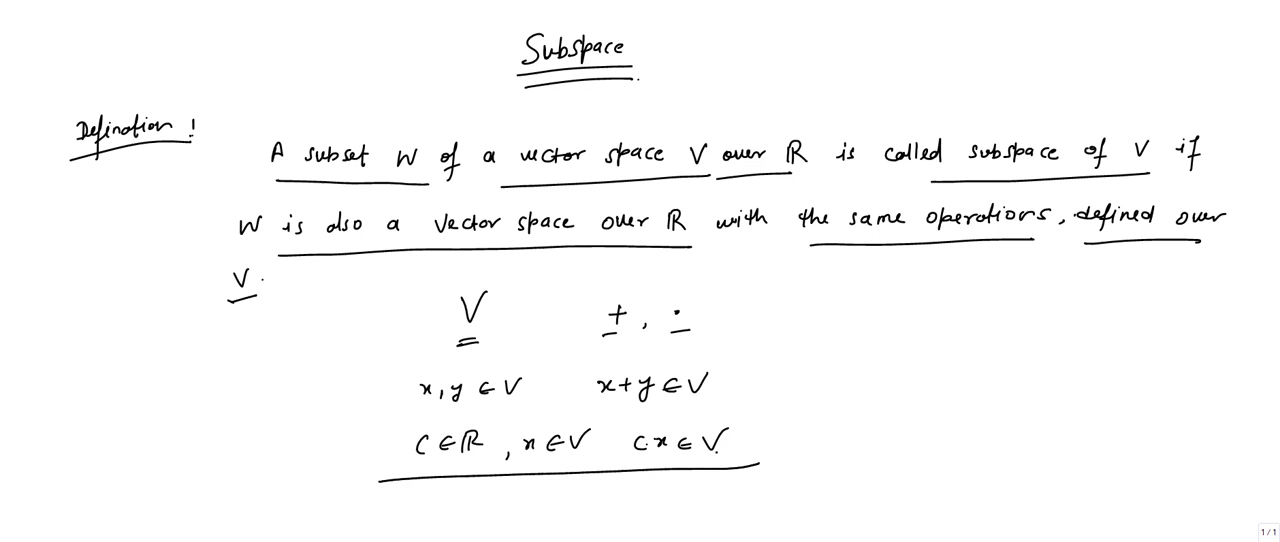 Subspace
Defination :
A subset W of a vector space V over ℝ is called subspace of V if
W is also a vector space over ℝ with the same operations, defined over
V.
V +, ·
x, y ∈ V x+y ∈ V
C ∈ ℝ, x ∈ V C·x ∈ V.
1/1